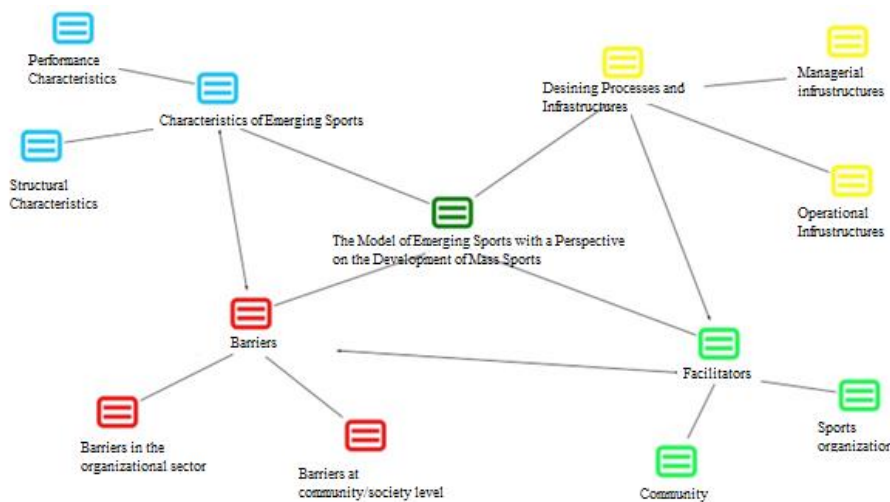 Performance
Characteristics
Characteristics of Emerging Sports
Structural
Characteristics
Desining Processes and
Infrastructures
Managerial
infustructures
Operational
Infrustructures
The Model of Emerging Sports with a Perspective
on the Development of Mass Sports
Barriers
Facilitators
Barriers in the
organizational sector
Barriers at
community/society level
Community
Sports
organization